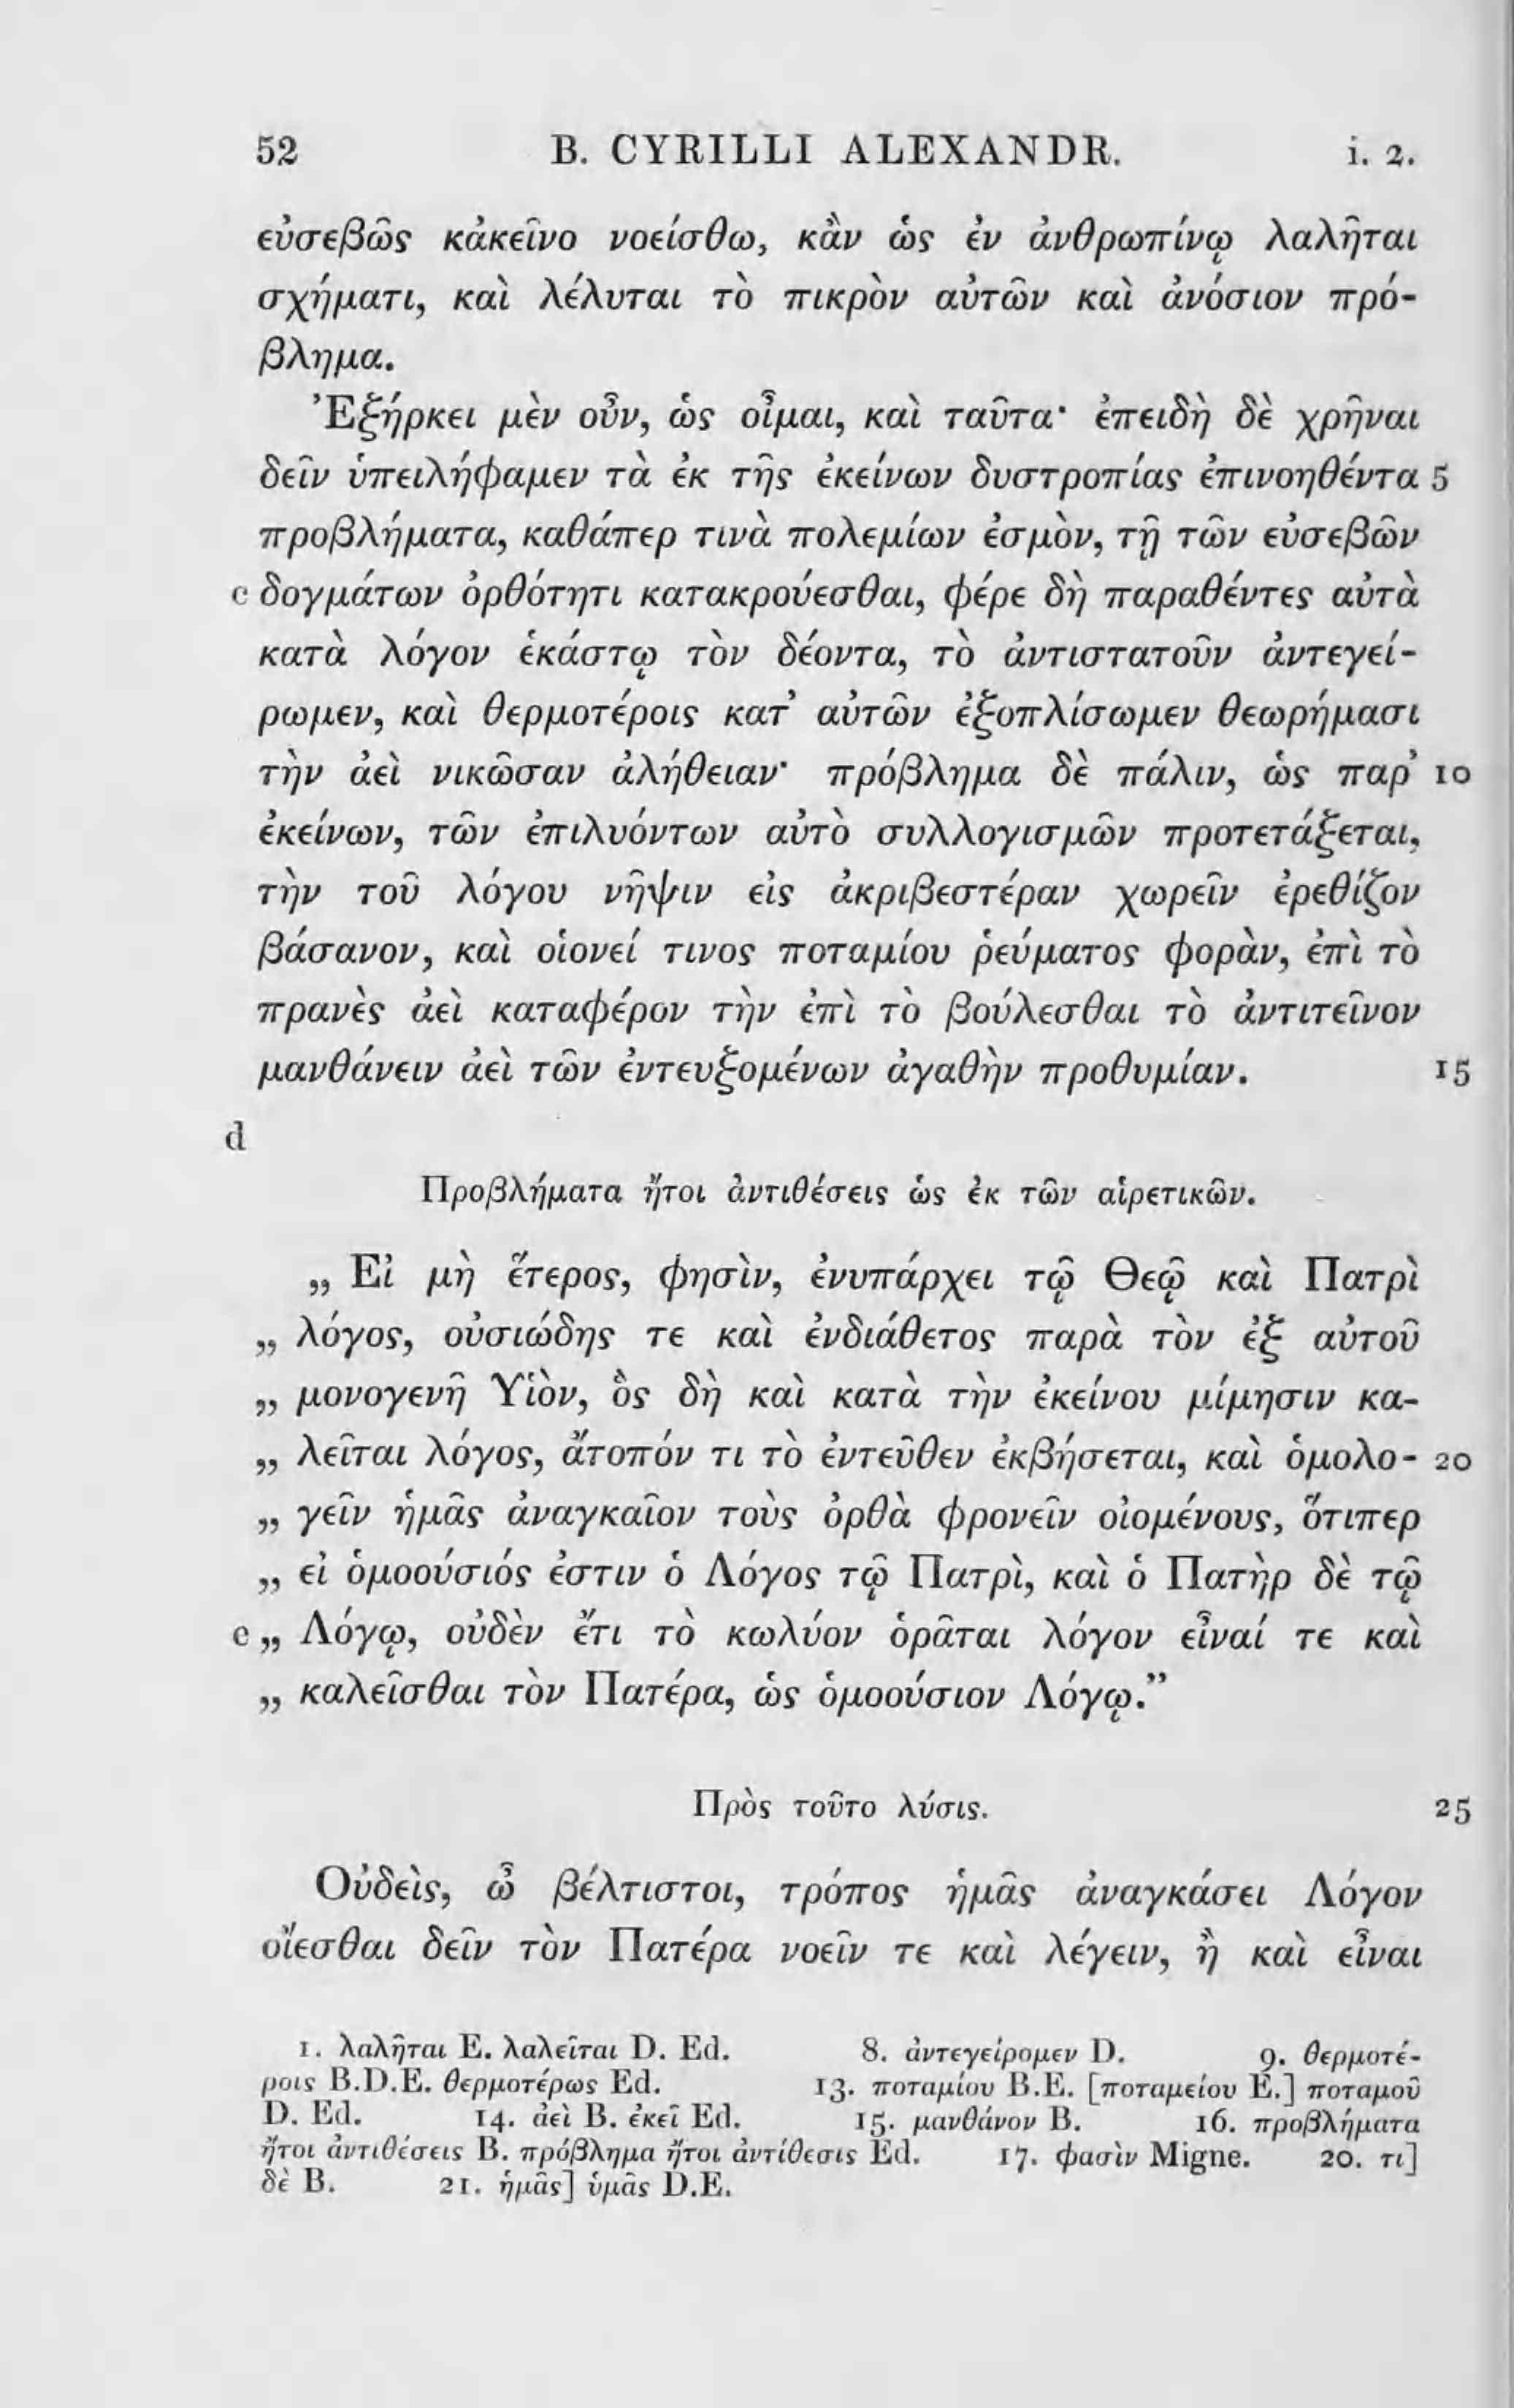 52 B. CYRILLI ALEXANDR. i. 2.
εὐσεβῶς κἀκεῖνο νοείσθω, κἂν ὡς ἐν ἀνθρωπίνῳ λαλῆται
σχήματι, καὶ λέλυται τὸ πικρὸν αὐτῶν καὶ ἀνόσιον πρό-
βλημα.
Ἐξήρκει μὲν οὖν, ὡς οἶμαι, καὶ ταῦτα· ἐπειδὴ δὲ χρῆναι
δεῖν ὑπειλήφαμεν τὰ ἐκ τῆς ἐκείνων δυστροπίας ἐπινοηθέντα 5
προβλήματα, καθάπερ τινὰ πολεμίων ἑσμὸν, τῇ τῶν εὐσεβῶν
c δογμάτων ὀρθότητι κατακρούεσθαι, φέρε δὴ παραθέντες αὐτὰ
κατὰ λόγον ἑκάστῳ τὸν δέοντα, τὸ ἀντιστατοῦν ἀντεγεί-
ρωμεν, καὶ θερμοτέροις κατ᾽ αὐτῶν ἐξοπλίσωμεν θεωρήμασι
τὴν ἀεὶ νικῶσαν ἀλήθειαν· πρόβλημα δὲ πάλιν, ὡς παρ᾽ 10
ἐκείνων, τῶν ἐπιλυόντων αὐτὸ συλλογισμῶν προτετάξεται,
τὴν τοῦ λόγου νῆψιν εἰς ἀκριβεστέραν χωρεῖν ἐρεθίζον
βάσανον, καὶ οἱονεί τινος ποταμίου ῥεύματος φορὰν, ἐπὶ τὸ
πρανὲς ἀεὶ καταφέρον τὴν ἐπὶ τὸ βούλεσθαι τὸ ἀντιτεῖνον
μανθάνειν ἀεὶ τῶν ἐντευξομένων ἀγαθὴν προθυμίαν. 15
d
Προβλήματα ἤτοι ἀντιθέσεις ὡς ἐκ τῶν αἱρετικῶν.
„ Εἰ μὴ ἕτερος, φησὶν, ἐνυπάρχει τῷ Θεῷ καὶ Πατρὶ
„ λόγος, οὐσιώδης τε καὶ ἐνδιάθετος παρὰ τὸν ἐξ αὐτοῦ
„ μονογενῆ Υἱὸν, ὃς δὴ καὶ κατὰ τὴν ἐκείνου μίμησιν κα-
„ λεῖται λόγος, ἄτοπόν τι τὸ ἐντεῦθεν ἐκβήσεται, καὶ ὁμολο- 20
„ γεῖν ἡμᾶς ἀναγκαῖον τοὺς ὀρθὰ φρονεῖν οἰομένους, ὅτιπερ
„ εἰ ὁμοούσιός ἐστιν ὁ Λόγος τῷ Πατρὶ, καὶ ὁ Πατὴρ δὲ τῷ
e „ Λόγῳ, οὐδὲν ἔτι τὸ κωλύον ὁρᾶται λόγον εἶναί τε καὶ
„ καλεῖσθαι τὸν Πατέρα, ὡς ὁμοούσιον Λόγῳ.”
Πρὸς τοῦτο λύσις. 25
Οὐδεὶς, ὦ βέλτιστοι, τρόπος ἡμᾶς ἀναγκάσει Λόγον
οἴεσθαι δεῖν τὸν Πατέρα νοεῖν τε καὶ λέγειν, ἢ καὶ εἶναι
1. λαλῆται E. λαλεῖται D. Ed. 8. ἀντεγείρομεν D. 9. θερμοτέ-
ροις B.D.E. θερμοτέρως Ed. 13. ποταμίου B.E. [ποταμείου E.] ποταμοῦ
D. Ed. 14. ἀεὶ B. ἐκεῖ Ed. 15. μανθάνον B. 16. προβλήματα
ἤτοι ἀντιθέσεις B. πρόβλημα ἤτοι ἀντίθεσις Ed. 17. φασὶν Migne. 20. τι]
δὲ B. 21. ἡμᾶς] ὑμᾶς D.E.